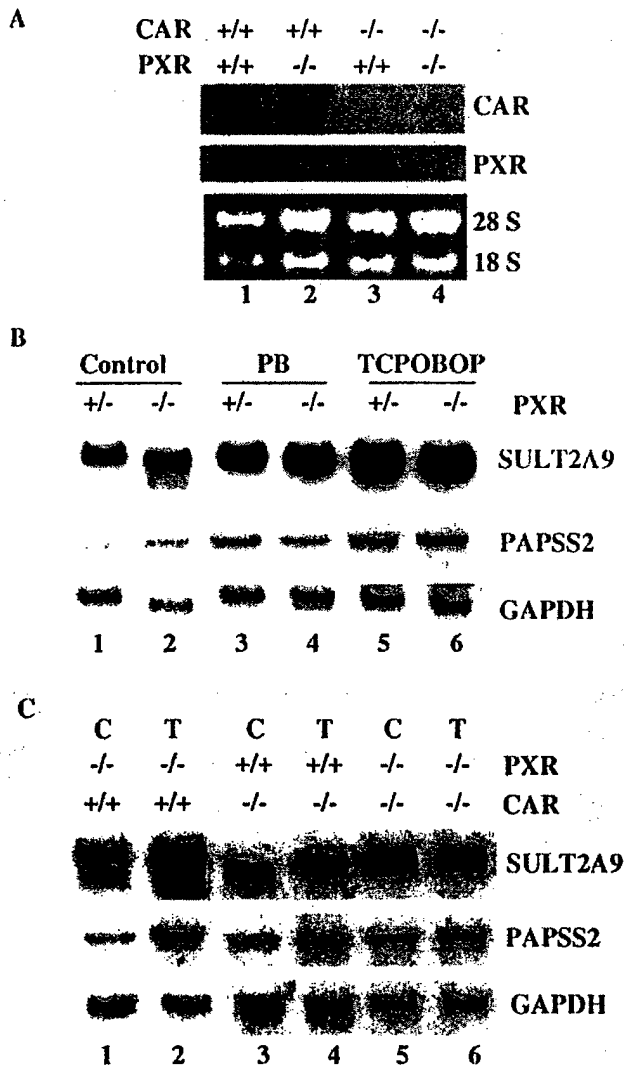 A
CAR +/+ +/+ -/- -/-
PXR +/+ -/- +/+ -/-
CAR
PXR
28 S
18 S
1 2 3 4
B
Control PB TCPOBOP
+/- -/- +/- -/- +/- -/- PXR
SULT2A9
PAPSS2
GAPDH
1 2 3 4 5 6
C
C T C T C T
-/- -/- +/+ +/+ -/- -/- PXR
+/+ +/+ -/- -/- -/- -/- CAR
SULT2A9
PAPSS2
GAPDH
1 2 3 4 5 6